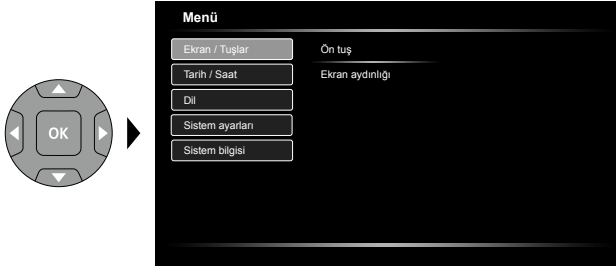 Menü
Ekran / Tuşlar
Ön tuş
Tarih / Saat
Ekran aydınlığı
Dil
Sistem ayarları
Sistem bilgisi
OK